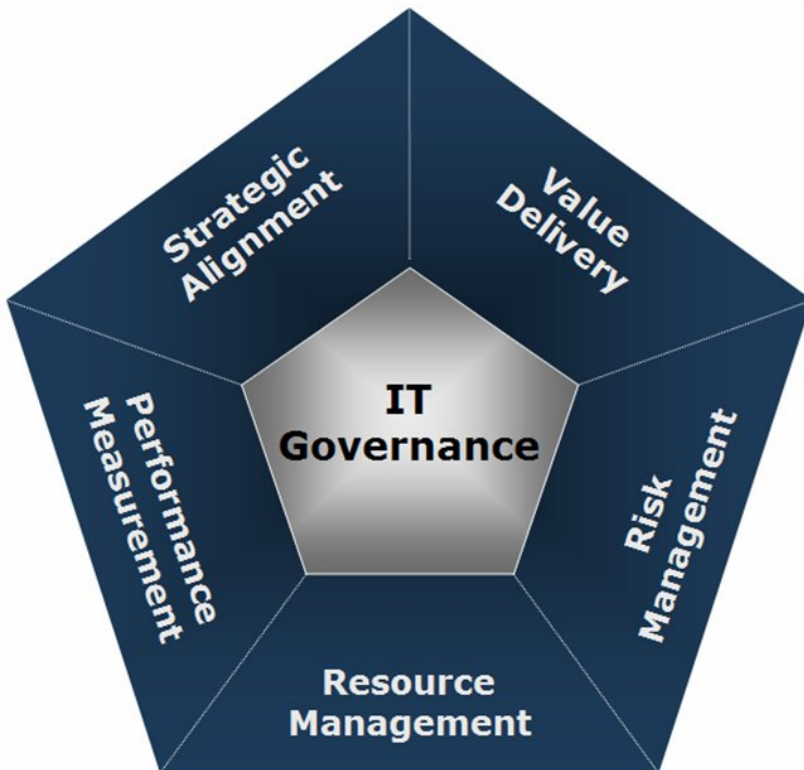 Strategic
Alignment
Value
Delivery
IT
Governance
Performance
Measurement
Risk
Management
Resource
Management